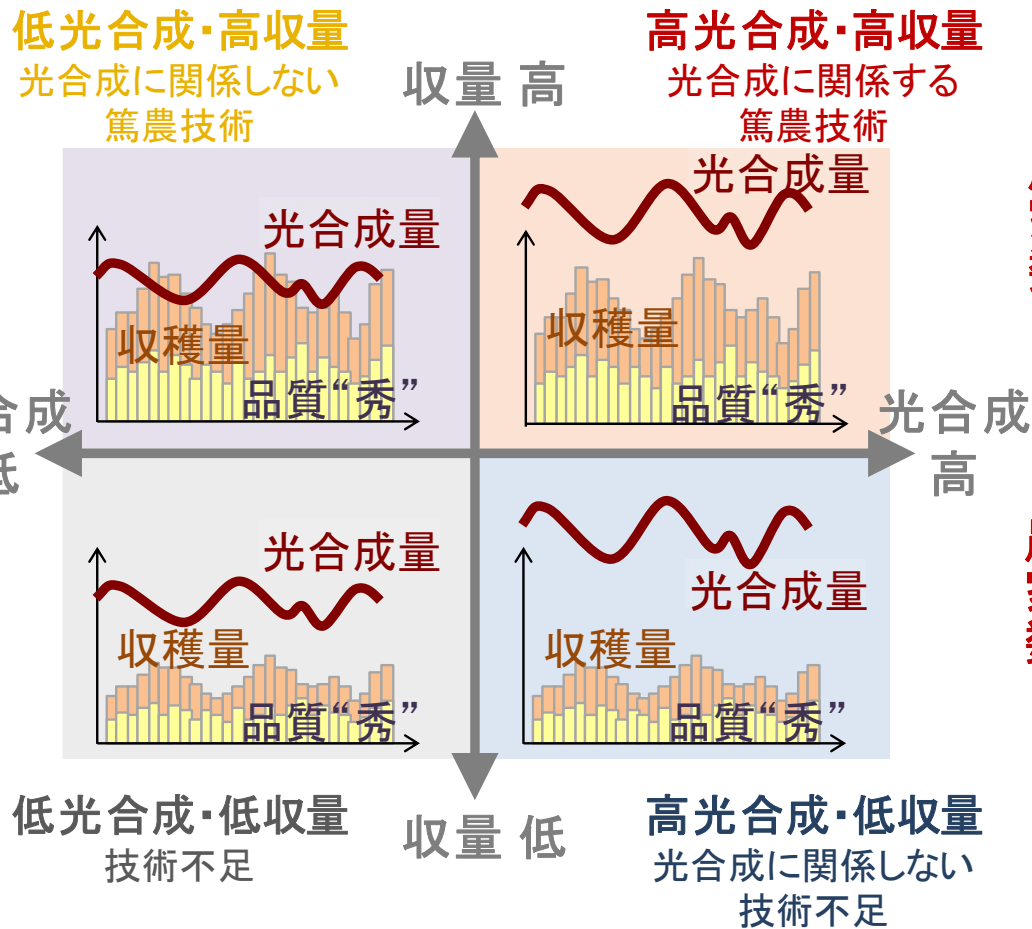 低光合成・高収量
光合成に関係しない
篤農技術
収量 高
高光合成・高収量
光合成に関係する
篤農技術
光合成量
収穫量
品質“秀”
光合成量
収穫量
品質“秀”
合成
低
光合成
高
光合成量
収穫量
品質“秀”
光合成量
収穫量
品質“秀”
低光合成・低収量
技術不足
収量 低
高光合成・低収量
光合成に関係しない
技術不足